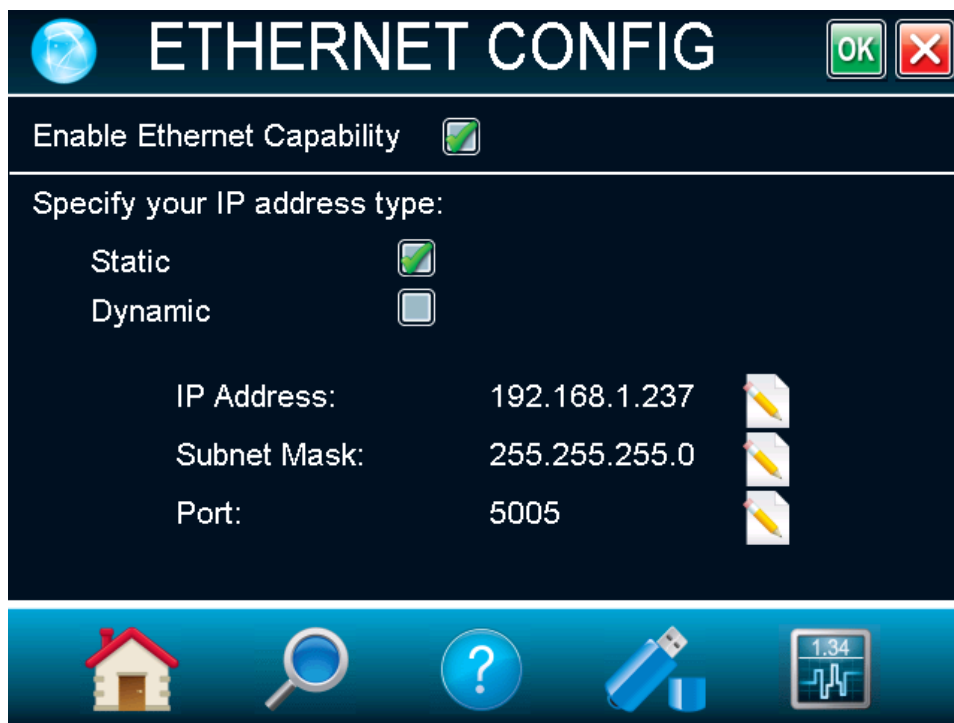 ETHERNET CONFIG OK
Enable Ethernet Capability
Specify your IP address type:
Static
Dynamic
IP Address: 192.168.1.237
Subnet Mask: 255.255.255.0
Port: 5005
?
1.34